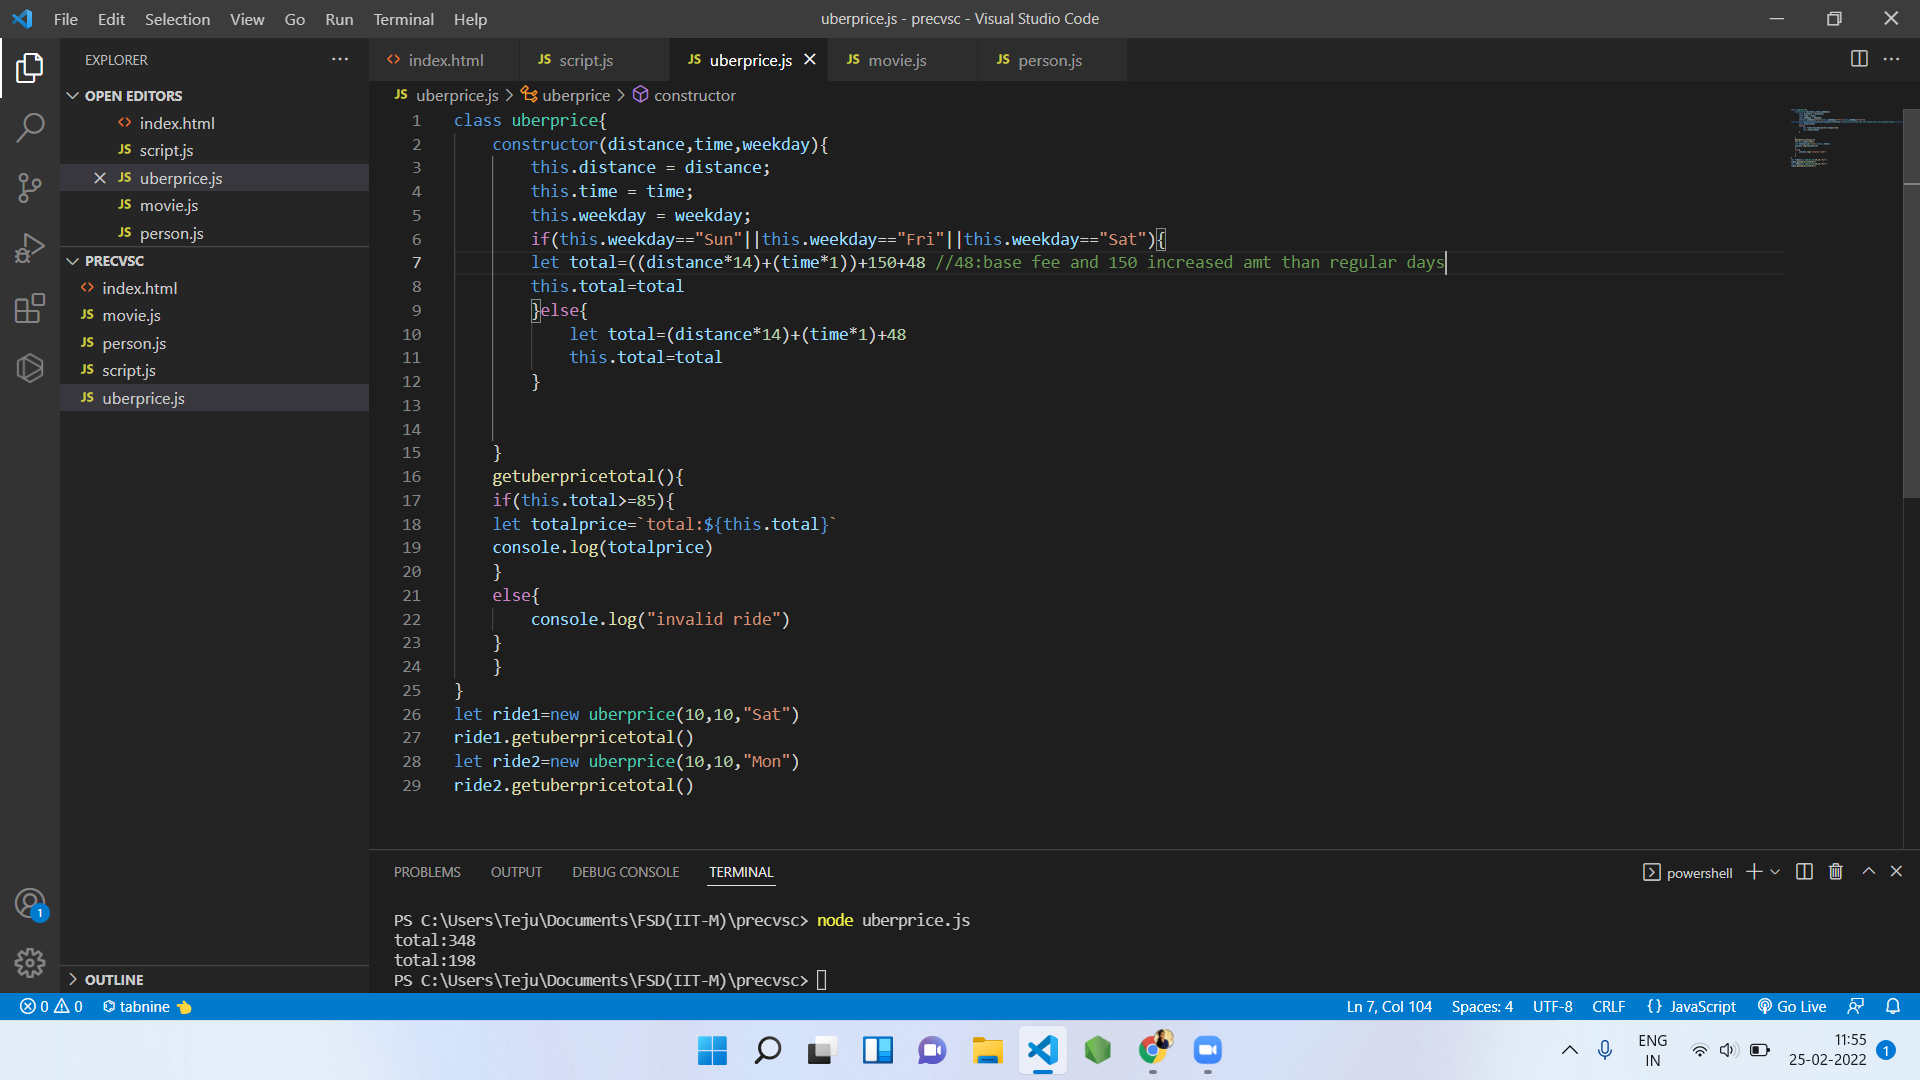 File Edit Selection View Go Run Terminal Help
uberprice.js - precvsc - Visual Studio Code
EXPLORER
OPEN EDITORS
<> index.html
JS script.js
JS uberprice.js
JS movie.js
JS person.js
PRECVSC
<> index.html
JS movie.js
JS person.js
JS script.js
JS uberprice.js
OUTLINE
<> index.html JS script.js JS uberprice.js JS movie.js JS person.js
JS uberprice.js > uberprice > constructor
1 class uberprice{
2 constructor(distance,time,weekday){
3 this.distance = distance;
4 this.time = time;
5 this.weekday = weekday;
6 if(this.weekday=="Sun"||this.weekday=="Fri"||this.weekday=="Sat"){
7 let total=((distance*14)+(time*1))+150+48 //48:base fee and 150 increased amt than regular days
8 this.total=total
9 }else{
10 let total=(distance*14)+(time*1)+48
11 this.total=total
12 }
13
14
15 }
16 getuberpricetotal(){
17 if(this.total>=85){
18 let totalprice=`total:${this.total}`
19 console.log(totalprice)
20 }
21 else{
22 console.log("invalid ride")
23 }
24 }
25 }
26 let ride1=new uberprice(10,10,"Sat")
27 ride1.getuberpricetotal()
28 let ride2=new uberprice(10,10,"Mon")
29 ride2.getuberpricetotal()
PROBLEMS OUTPUT DEBUG CONSOLE TERMINAL
powershell
PS C:\Users\Teju\Documents\FSD(IIT-M)\precvsc> node uberprice.js
total:348
total:198
PS C:\Users\Teju\Documents\FSD(IIT-M)\precvsc>
1
0 0 tabnine
Ln 7, Col 104 Spaces: 4 UTF-8 CRLF {} JavaScript Go Live
ENG
IN
11:55
25-02-2022
1